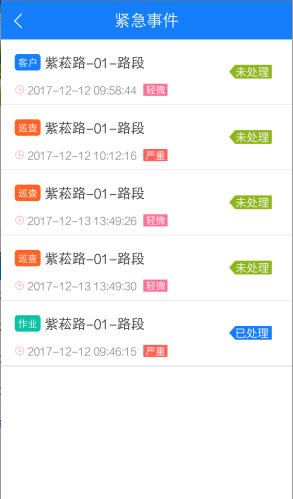 紧急事件
客户 紫菘路-01-路段
未处理
2017-12-12 09:58:44 轻微
巡查 紫菘路-01-路段
未处理
2017-12-12 10:12:16 严重
巡查 紫菘路-01-路段
未处理
2017-12-13 13:49:26 轻微
巡查 紫菘路-01-路段
未处理
2017-12-13 13:49:30 轻微
作业 紫菘路-01-路段
已处理
2017-12-12 09:46:15 严重